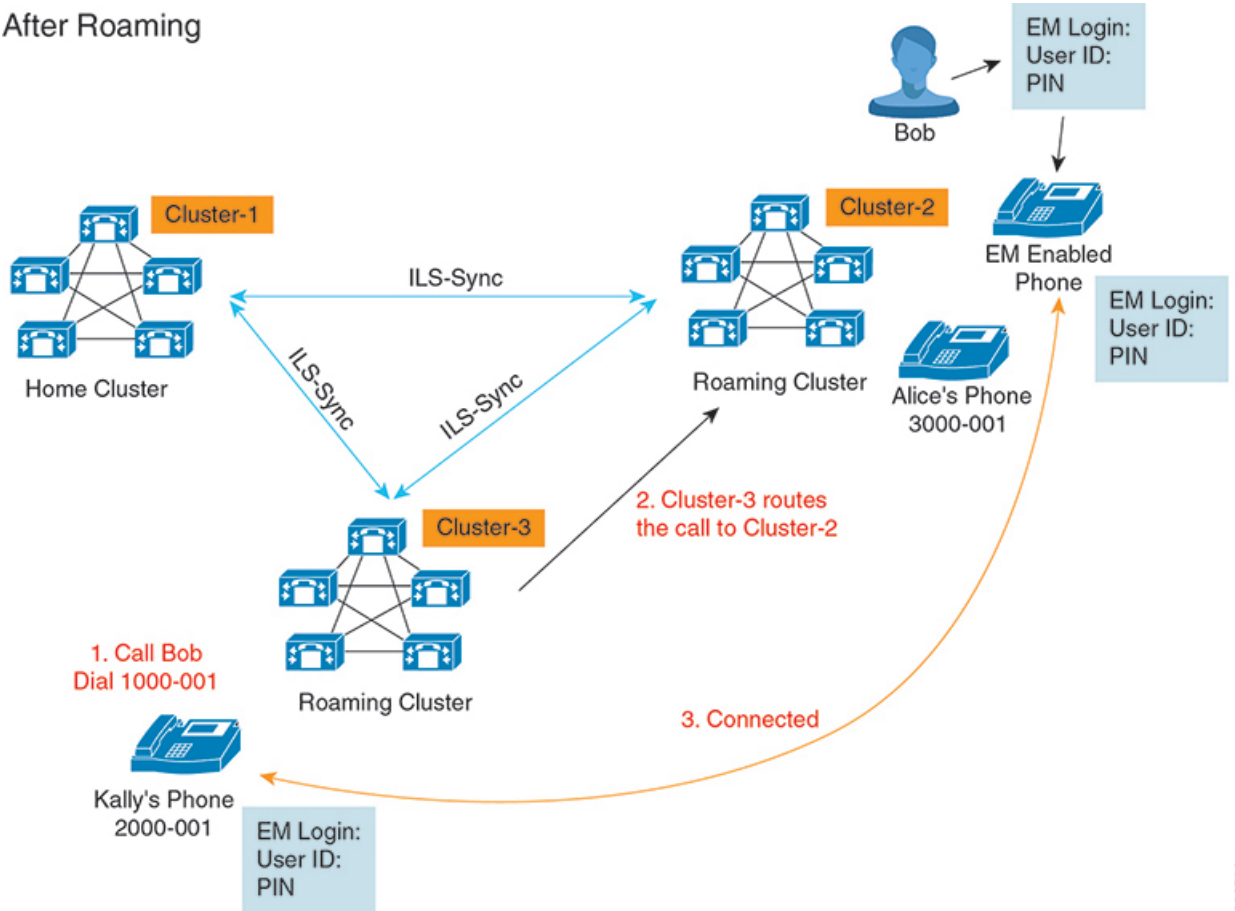 After Roaming
EM Login:
User ID:
PIN
Bob
Cluster-1
Cluster-2
EM Enabled
Phone
ILS-Sync
EM Login:
User ID:
PIN
Home Cluster
Roaming Cluster
Alice's Phone
3000-001
ILS-Sync
ILS-Sync
2. Cluster-3 routes
the call to Cluster-2
Cluster-3
1. Call Bob
Dial 1000-001
Roaming Cluster
3. Connected
Kally's Phone
2000-001
EM Login:
User ID:
PIN